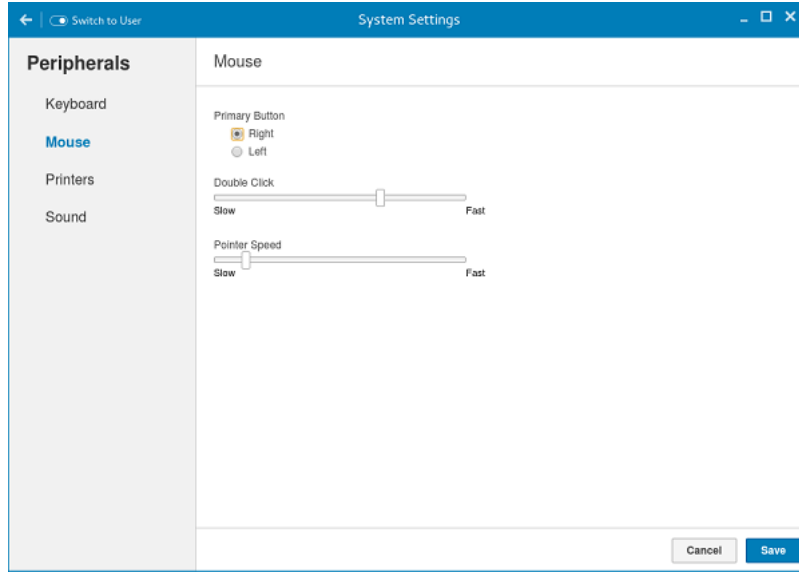 Switch to User
System Settings
Peripherals
Keyboard
Mouse
Printers
Sound
Mouse
Primary Button
Right
Left
Double Click
Slow Fast
Pointer Speed
Slow Fast
Cancel Save